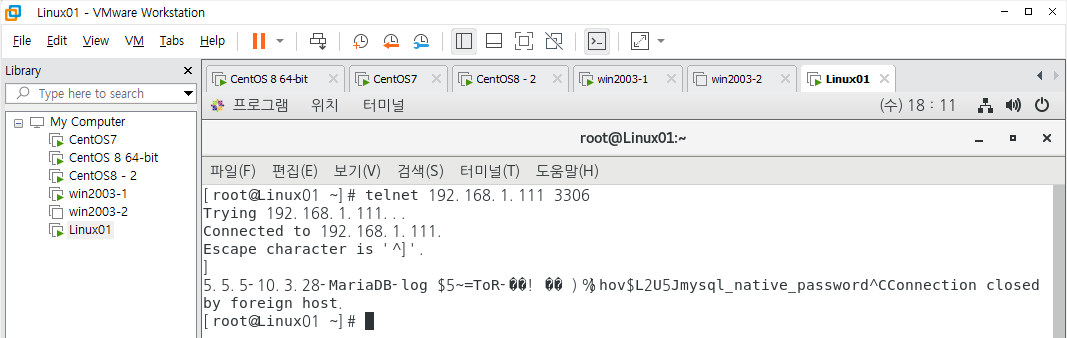 Linux01 - VMware Workstation
File Edit View VM Tabs Help
Library
Type here to search
My Computer
CentOS7
CentOS 8 64-bit
CentOS8 - 2
win2003-1
win2003-2
Linux01
CentOS 8 64-bit CentOS7 CentOS8 - 2 win2003-1 win2003-2 Linux01
프로그램 위치 터미널 (수) 18 : 11
root@Linux01:~
파일(F) 편집(E) 보기(V) 검색(S) 터미널(T) 도움말(H)
[root@Linux01 ~]# telnet 192.168.1.111 3306
Trying 192.168.1.111...
Connected to 192.168.1.111.
Escape character is '^]'.
]
5.5.5-10.3.28-MariaDB-log $5~=ToR-��! �� )%hov$L2U5Jmysql_native_password^CConnection closed
by foreign host.
[root@Linux01 ~]#